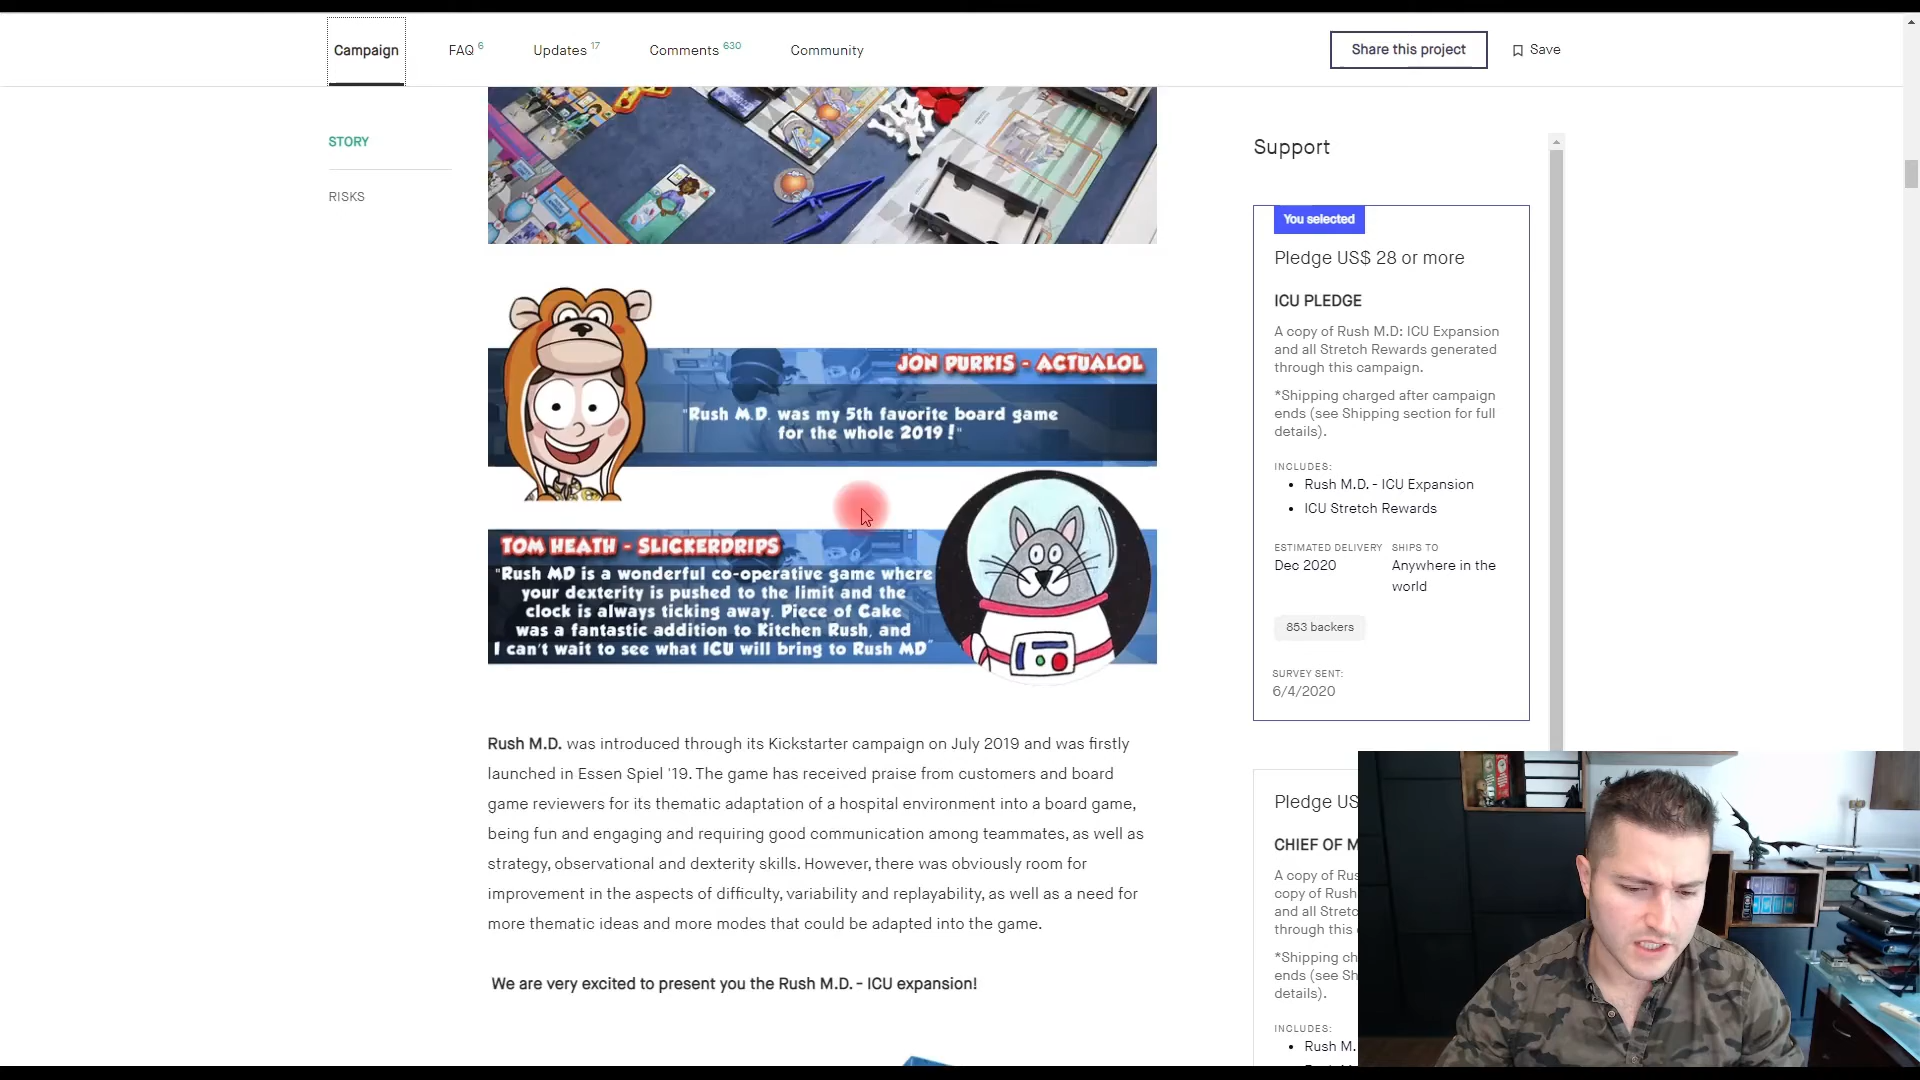 Campaign
FAQ 6
Updates 17
Comments 630
Community
Share this project
Save
STORY
RISKS
JON PURKIS - ACTUALOL
"Rush M.D. was my 5th favorite board game
for the whole 2019 !"
TOM HEATH - SLICKERDRIPS
"Rush MD is a wonderful co-operative game where
your dexterity is pushed to the limit and the
clock is always ticking away. Piece of Cake
was a fantastic addition to Kitchen Rush, and
I can't wait to see what ICU will bring to Rush MD"
Rush M.D. was introduced through its Kickstarter campaign on July 2019 and was firstly
launched in Essen Spiel '19. The game has received praise from customers and board
game reviewers for its thematic adaptation of a hospital environment into a board game,
being fun and engaging and requiring good communication among teammates, as well as
strategy, observational and dexterity skills. However, there was obviously room for
improvement in the aspects of difficulty, variability and replayability, as well as a need for
more thematic ideas and more modes that could be adapted into the game.
We are very excited to present you the Rush M.D. - ICU expansion!
Support
You selected
Pledge US$ 28 or more
ICU PLEDGE
A copy of Rush M.D: ICU Expansion
and all Stretch Rewards generated
through this campaign.
*Shipping charged after campaign
ends (see Shipping section for full
details).
INCLUDES:
• Rush M.D. - ICU Expansion
• ICU Stretch Rewards
ESTIMATED DELIVERY
Dec 2020
SHIPS TO
Anywhere in the
world
853 backers
SURVEY SENT:
6/4/2020
Pledge US
CHIEF OF M
A copy of Rus
copy of Rush
and all Stretc
through this
*Shipping ch
ends (see Sh
details).
INCLUDES:
• Rush M.